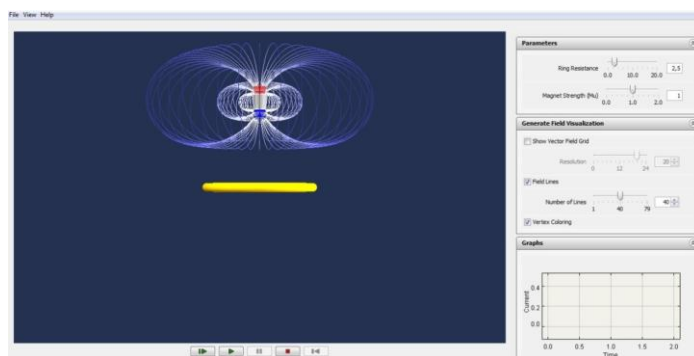 File View Help
Parameters
Ring Resistance
2,5
0.0 10.0 20.0
Magnet Strength (Mu)
1
0.0 1.0 2.0
Generate Field Visualization
Show Vector Field Grid
Resolution
20
0 12 24
Field Lines
Number of Lines
40
1 40 79
Vertex Coloring
Graphs
Current
0.4
0.2
0.0
0.0 0.5 1.0 1.5 2.0
Time